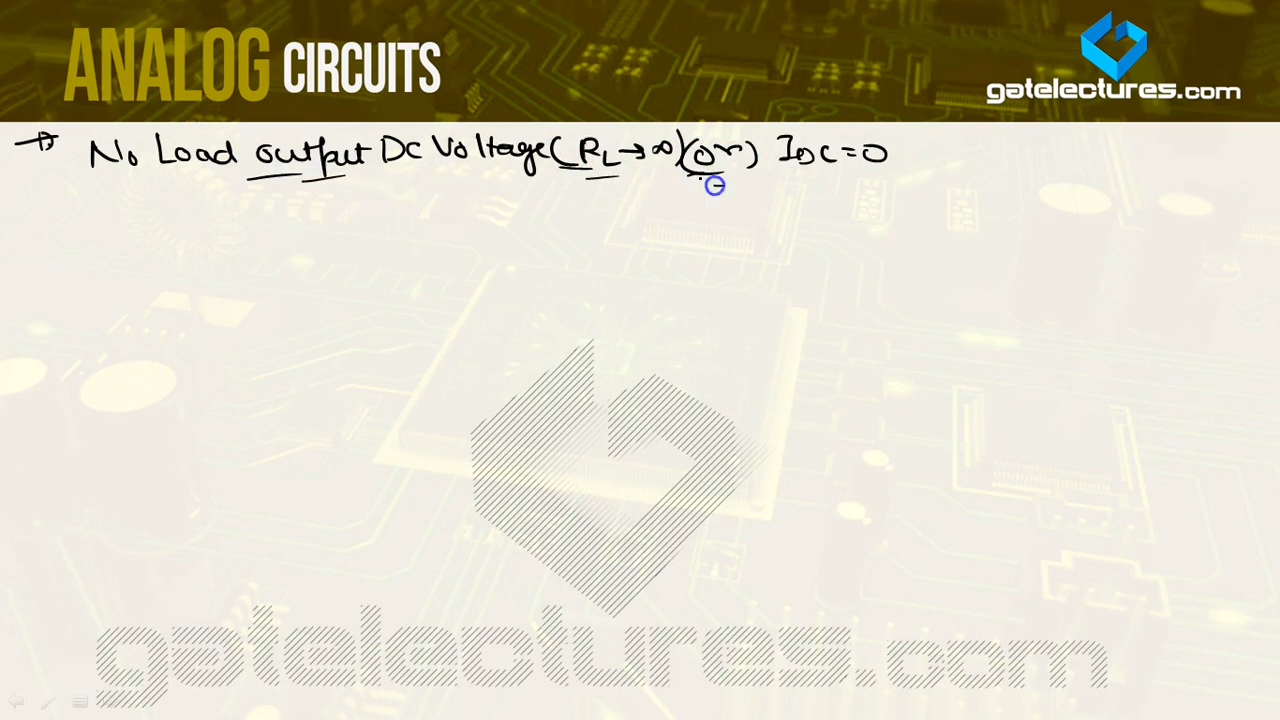 ANALOG CIRCUITS
gatelectures.com
→ No Load output DC Voltage (RL→∞)(or) IDC=0
gatelectures.com